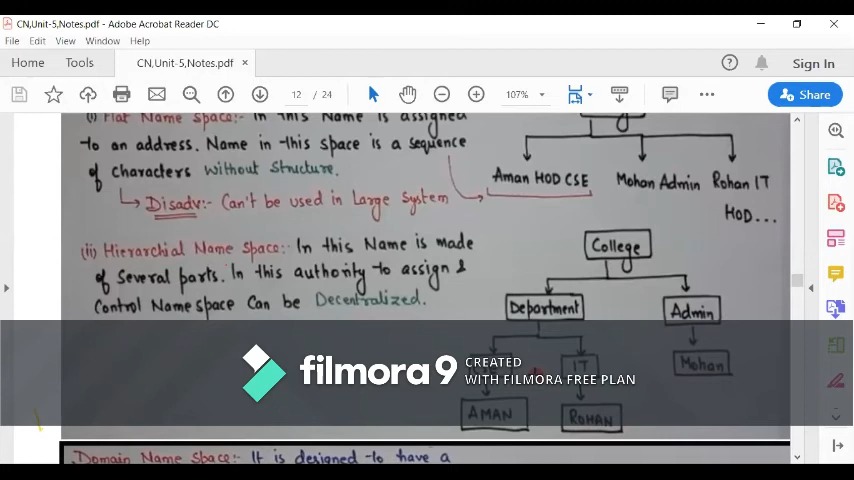 CN,Unit-5,Notes.pdf - Adobe Acrobat Reader DC
File Edit View Window Help
Home Tools CN,Unit-5,Notes.pdf × Sign In
12 / 24 107% Share
(i) Flat Name Space:- In this Name is assigned
to an address. Name in this space is a sequence
of characters without structure.
Disadv:- Can't be used in Large System
Aman HOD CSE Mohan Admin Rohan IT
HOD...
(ii) Hierarchial Name Space:- In this Name is made
of several parts. In this authority to assign &
control Name space can be Decentralized.
College
Department Admin
IT Mohan
AMAN ROHAN
filmora9 CREATED
WITH FILMORA FREE PLAN
Domain Name Space:- It is designed to have a